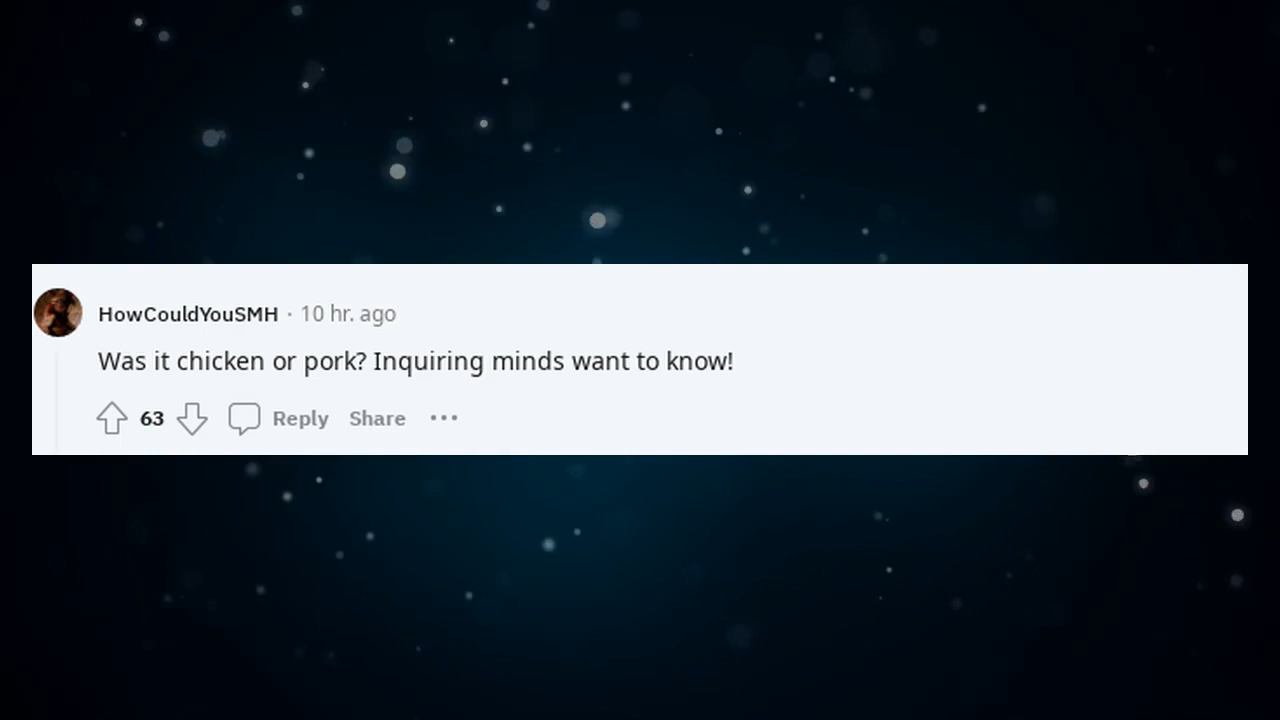 HowCouldYouSMH · 10 hr. ago
Was it chicken or pork? Inquiring minds want to know!
63 Reply Share ···